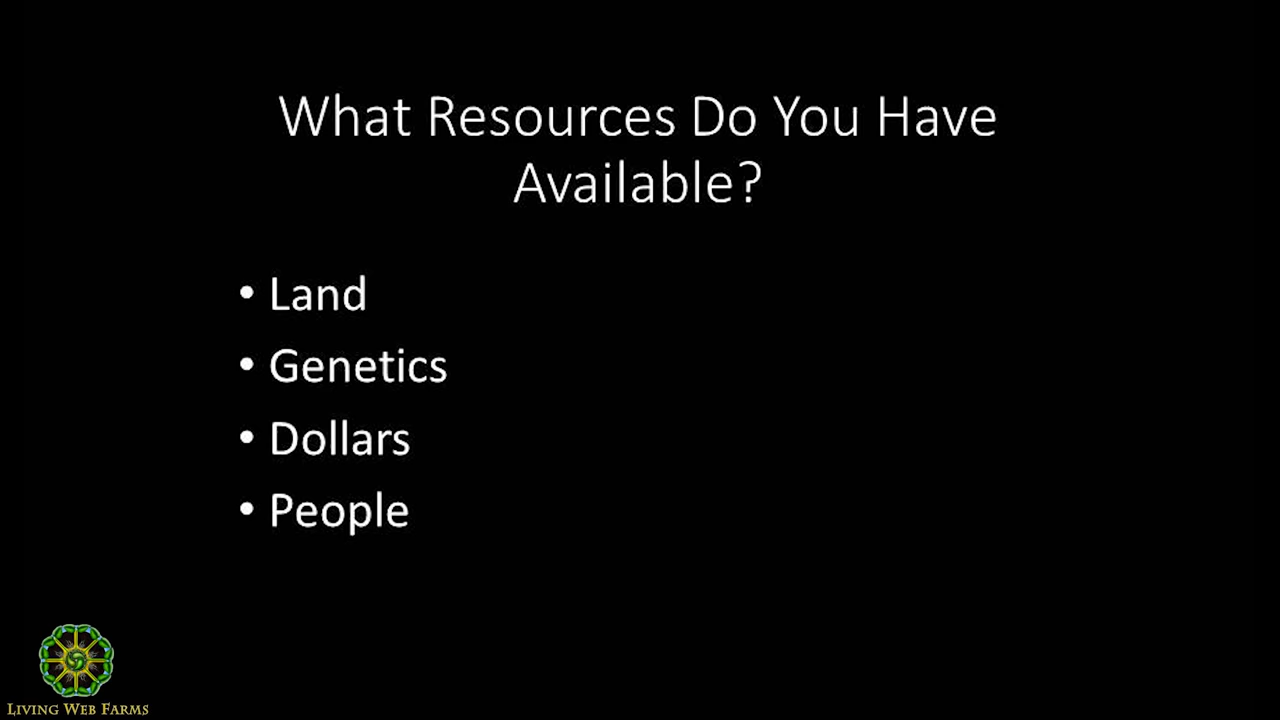 What Resources Do You Have
Available?
• Land
• Genetics
• Dollars
• People
LIVING WEB FARMS